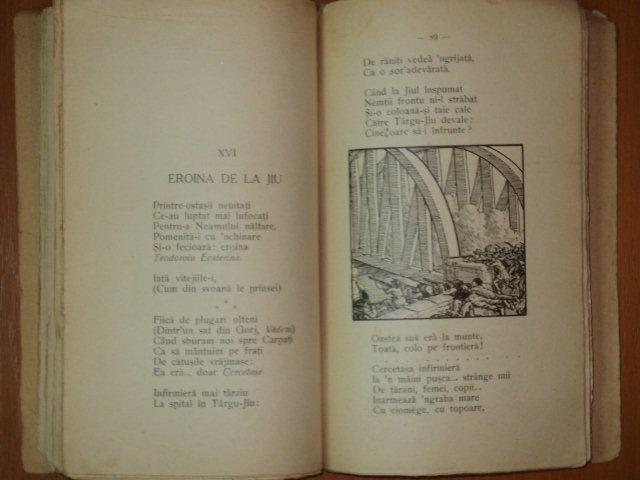 XVI
EROINA DE LA JIU
Printre-ostașii neuitați
Ce-au luptat mai înfocați
Pentru-a Neamului nălțare,
Pomenită-i cu 'nchinare
Și-o fecioară: eroina
Teodoroiu Ecaterina.
Iată vitejiile-i,
(Cum din svoană le prinsei)
* * *
Fiică de plugari olteni
(Dintr'un sat din Gorj, Vădeni)
Când sburam noi spre Carpați
Ca să mântuim pe frați
De cătușile vrăjmașe:
Ea eră... doar Cercetașe.
Infirmieră mai târziu
La spital în Târgu-Jiu:
— 89 —
De răniți vedeà 'ngrijată,
Ca o sor'adevărată.
Când la Jiul înspumat
Nemții frontu ni-l străbat
Și-o coloană-și taie cale
Către Târgu-Jiu devale:
Cine oare să-i înfrunte?
Oastea sus eră la munte,
Toată, colo pe frontieră!
. . . . . . . . . . . . . . .
Cercetașa infirmieră
Ia 'n mâini pușca... strânge mii
De țărani, femei, copii...
Inarmează 'ngraba mare
Cu ciomege, cu topoare,